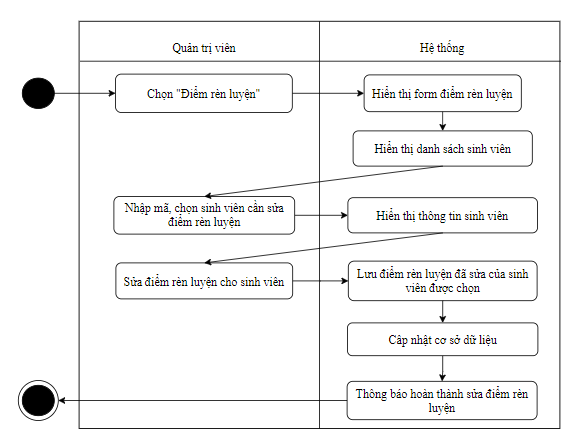 Quản trị viên
Hệ thống
Chọn "Điểm rèn luyện"
Hiển thị form điểm rèn luyện
Hiển thị danh sách sinh viên
Nhập mã, chọn sinh viên cần sửa
điểm rèn luyện
Hiển thị thông tin sinh viên
Sửa điểm rèn luyện cho sinh viên
Lưu điểm rèn luyện đã sửa của sinh
viên được chọn
Cập nhật cơ sở dữ liệu
Thông báo hoàn thành sửa điểm rèn
luyện